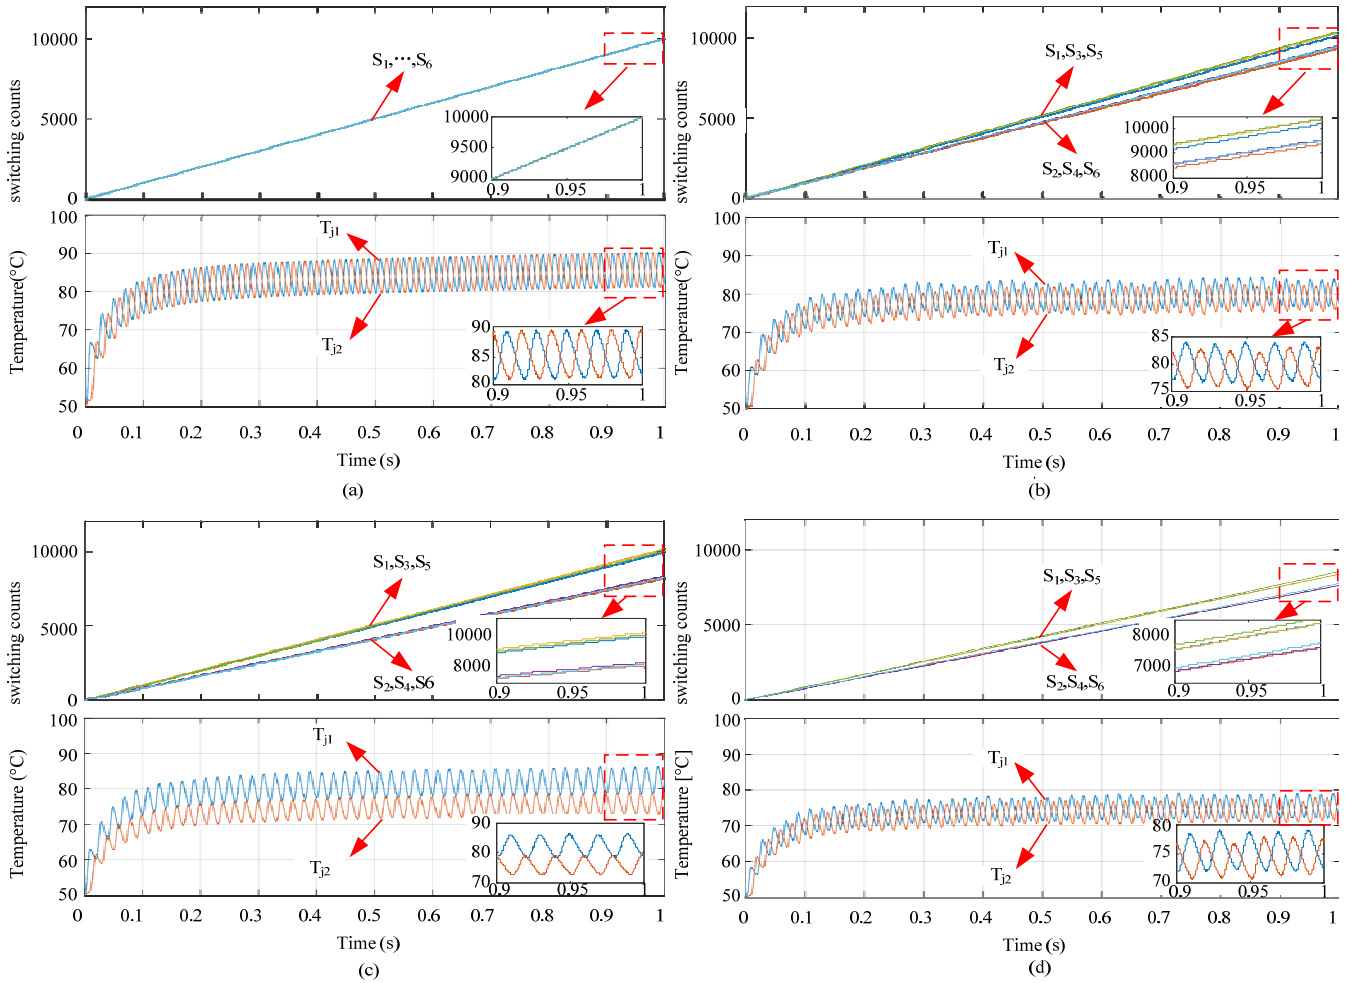 10000
5000
0
switching counts
S1,···,S6
10000
9500
9000
0.9
0.95
1
100
90
80
70
60
50
Temperature(°C)
Tj1
Tj2
90
85
80
0.9
0.95
1
0 0.1 0.2 0.3 0.4 0.5 0.6 0.7 0.8 0.9 1
Time (s)
(a)
10000
5000
0
switching counts
S1,S3,S5
S2,S4,S6
10000
9000
8000
0.9
0.95
1
100
90
80
70
60
50
Temperature(°C)
Tj1
Tj2
85
80
75
0.9
0.95
1
0 0.1 0.2 0.3 0.4 0.5 0.6 0.7 0.8 0.9 1
Time (s)
(b)
10000
5000
0
switching counts
S1,S3,S5
S2,S4,S6
10000
8000
0.9
0.95
1
100
90
80
70
60
50
Temperature (°C)
Tj1
Tj2
90
80
70
0.9
0.95
1
0 0.1 0.2 0.3 0.4 0.5 0.6 0.7 0.8 0.9 1
Time (s)
(c)
10000
5000
0
switching counts
S1,S3,S5
S2,S4,S6
8000
7000
0.9
0.95
1
100
90
80
70
60
50
Temperature [°C]
Tj1
Tj2
80
75
70
0.9
0.95
1
0 0.1 0.2 0.3 0.4 0.5 0.6 0.7 0.8 0.9 1
Time (s)
(d)